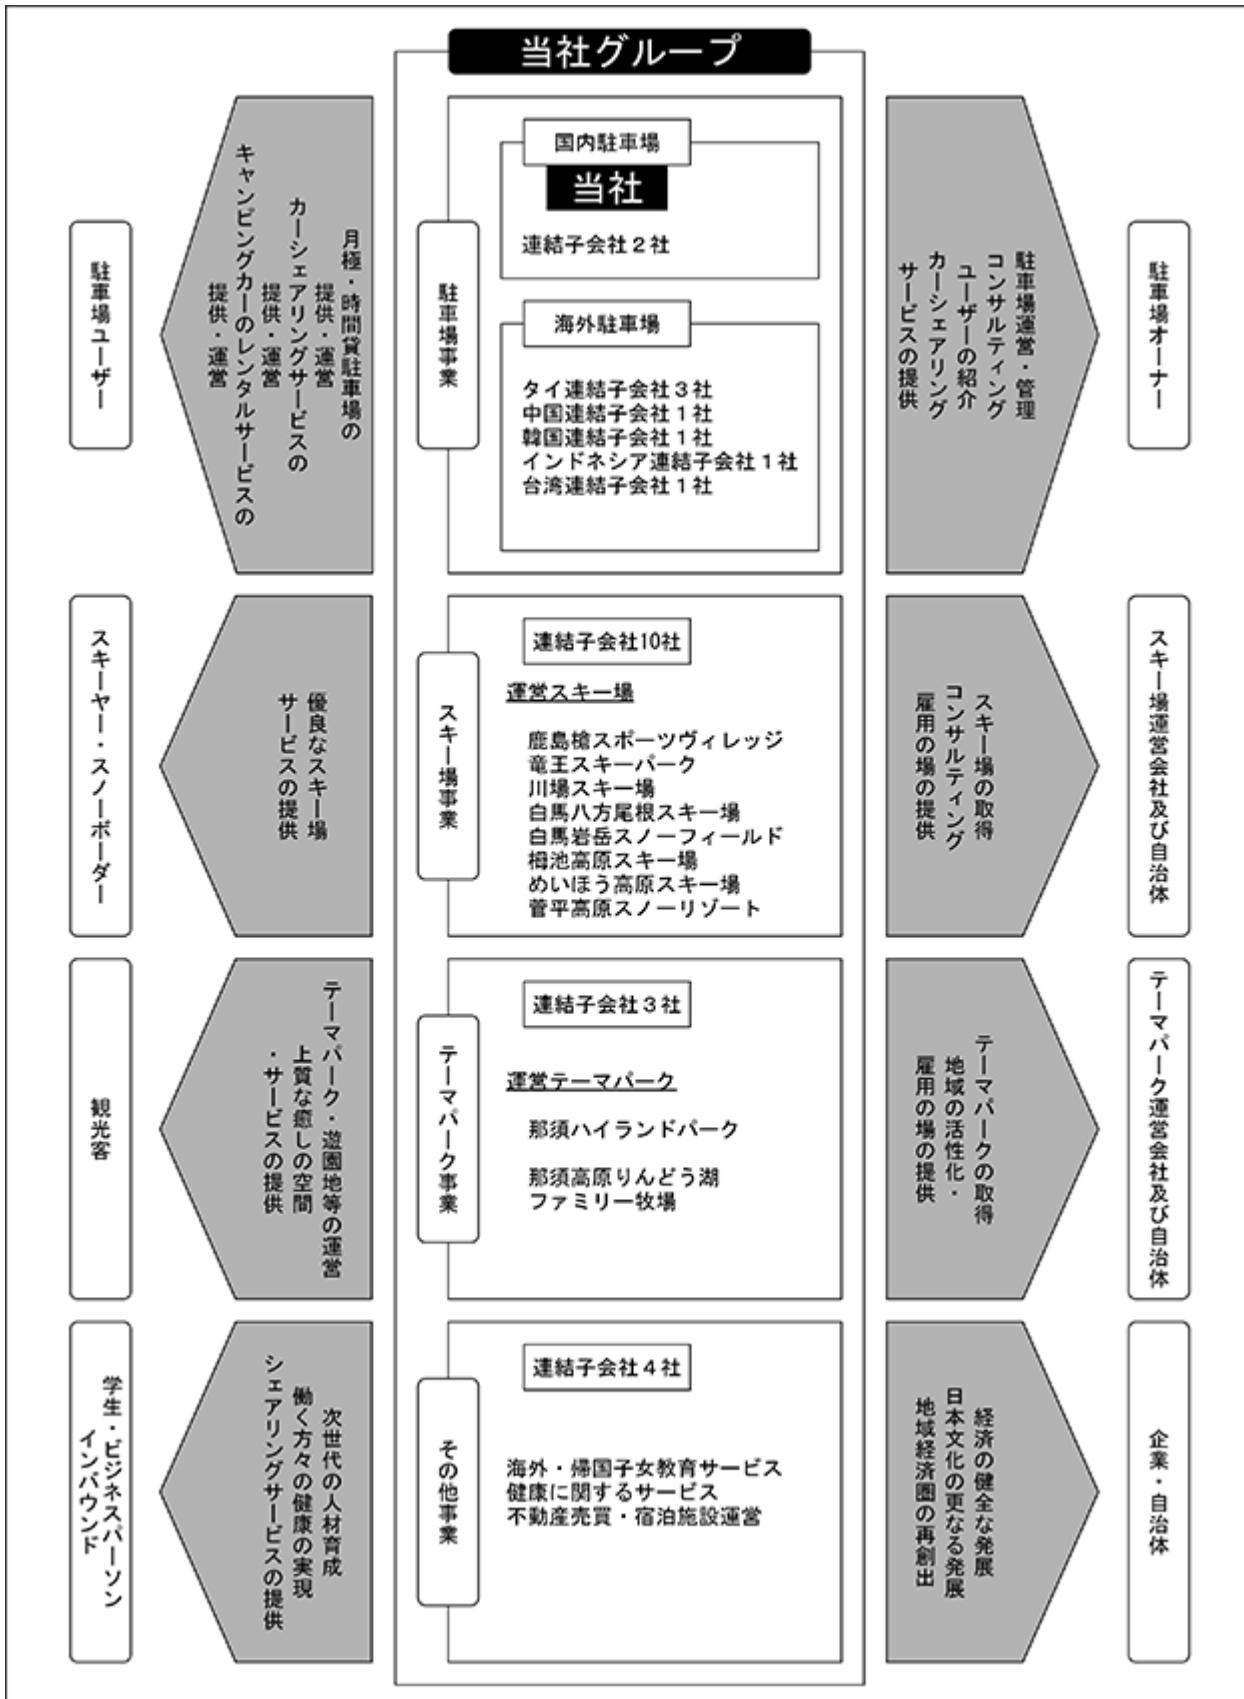 当社グループ
駐車場ユーザー
月極・時間貸駐車場の
提供・運営
カーシェアリングサービスの
提供・運営
キャンピングカーのレンタルサービスの
提供・運営
駐車場事業
国内駐車場
当社
連結子会社２社
海外駐車場
タイ連結子会社３社
中国連結子会社１社
韓国連結子会社１社
インドネシア連結子会社１社
台湾連結子会社１社
駐車場運営・管理
コンサルティング
ユーザーの紹介
カーシェアリング
サービスの提供
駐車場オーナー
スキーヤー・スノーボーダー
優良なスキー場
サービスの提供
スキー場事業
連結子会社10社
運営スキー場
鹿島槍スポーツヴィレッジ
竜王スキーパーク
川場スキー場
白馬八方尾根スキー場
白馬岩岳スノーフィールド
栂池高原スキー場
めいほう高原スキー場
菅平高原スノーリゾート
スキー場の取得
コンサルティング
雇用の場の提供
スキー場運営会社及び自治体
観光客
テーマパーク・遊園地等の運営
上質な癒しの空間
・サービスの提供
テーマパーク事業
連結子会社３社
運営テーマパーク
那須ハイランドパーク
那須高原りんどう湖
ファミリー牧場
テーマパークの取得
地域の活性化・
雇用の場の提供
テーマパーク運営会社及び自治体
学生・ビジネスパーソン
インバウンド
次世代の人材育成
働く方々の健康の実現
シェアリングサービスの提供
その他事業
連結子会社４社
海外・帰国子女教育サービス
健康に関するサービス
不動産売買・宿泊施設運営
経済の健全な発展
日本文化の更なる発展
地域経済圏の再創出
企業・自治体